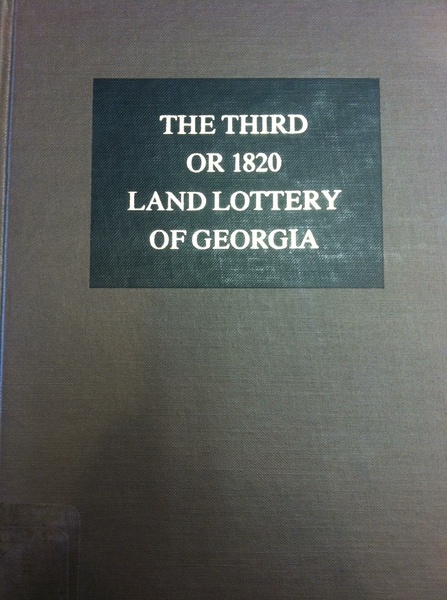 THE THIRD
OR 1820
LAND LOTTERY
OF GEORGIA